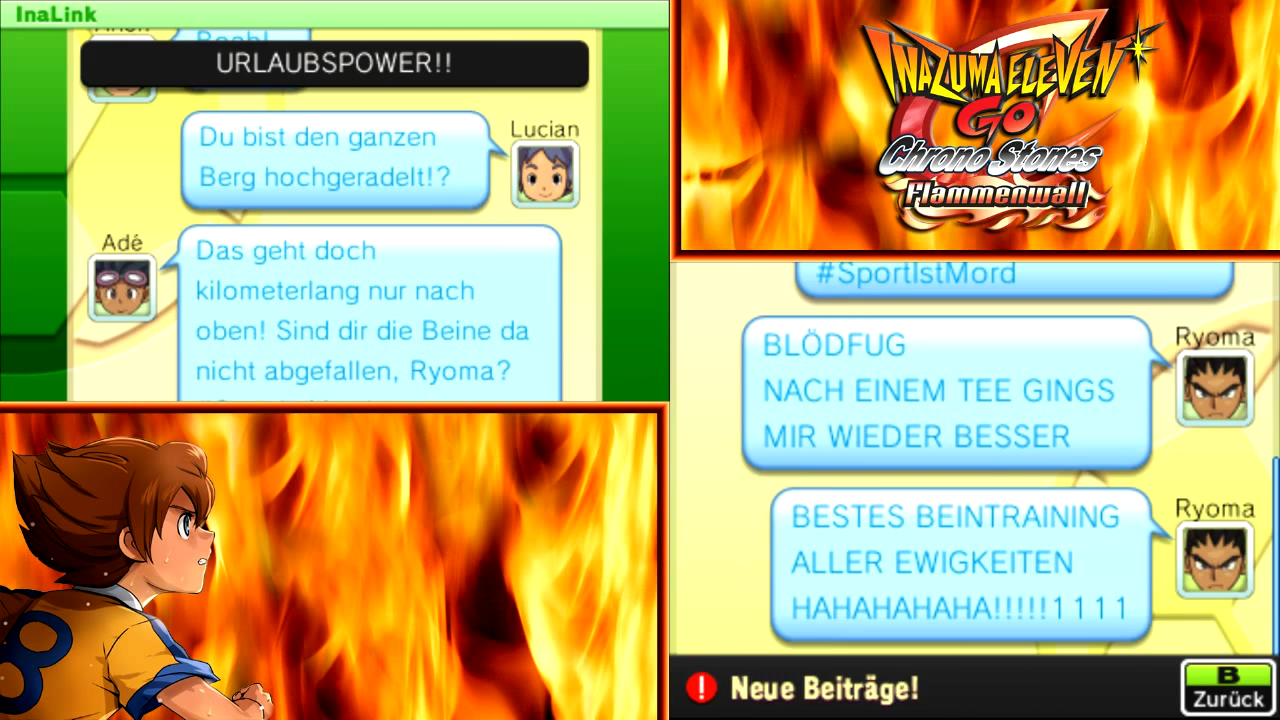 InaLink
URLAUBSPOWER!!
Du bist den ganzen
Berg hochgeradelt!?
Lucian
Adé
Das geht doch
kilometerlang nur nach
oben! Sind dir die Beine da
nicht abgefallen, Ryoma?
INAZUMA ELEVEN
GO
Chrono Stones
Flammenwall
#SportIstMord
BLÖDFUG
NACH EINEM TEE GINGS
MIR WIEDER BESSER
Ryoma
BESTES BEINTRAINING
ALLER EWIGKEITEN
HAHAHAHAHA!!!!!1111
Ryoma
Neue Beiträge!
B
Zurück
8